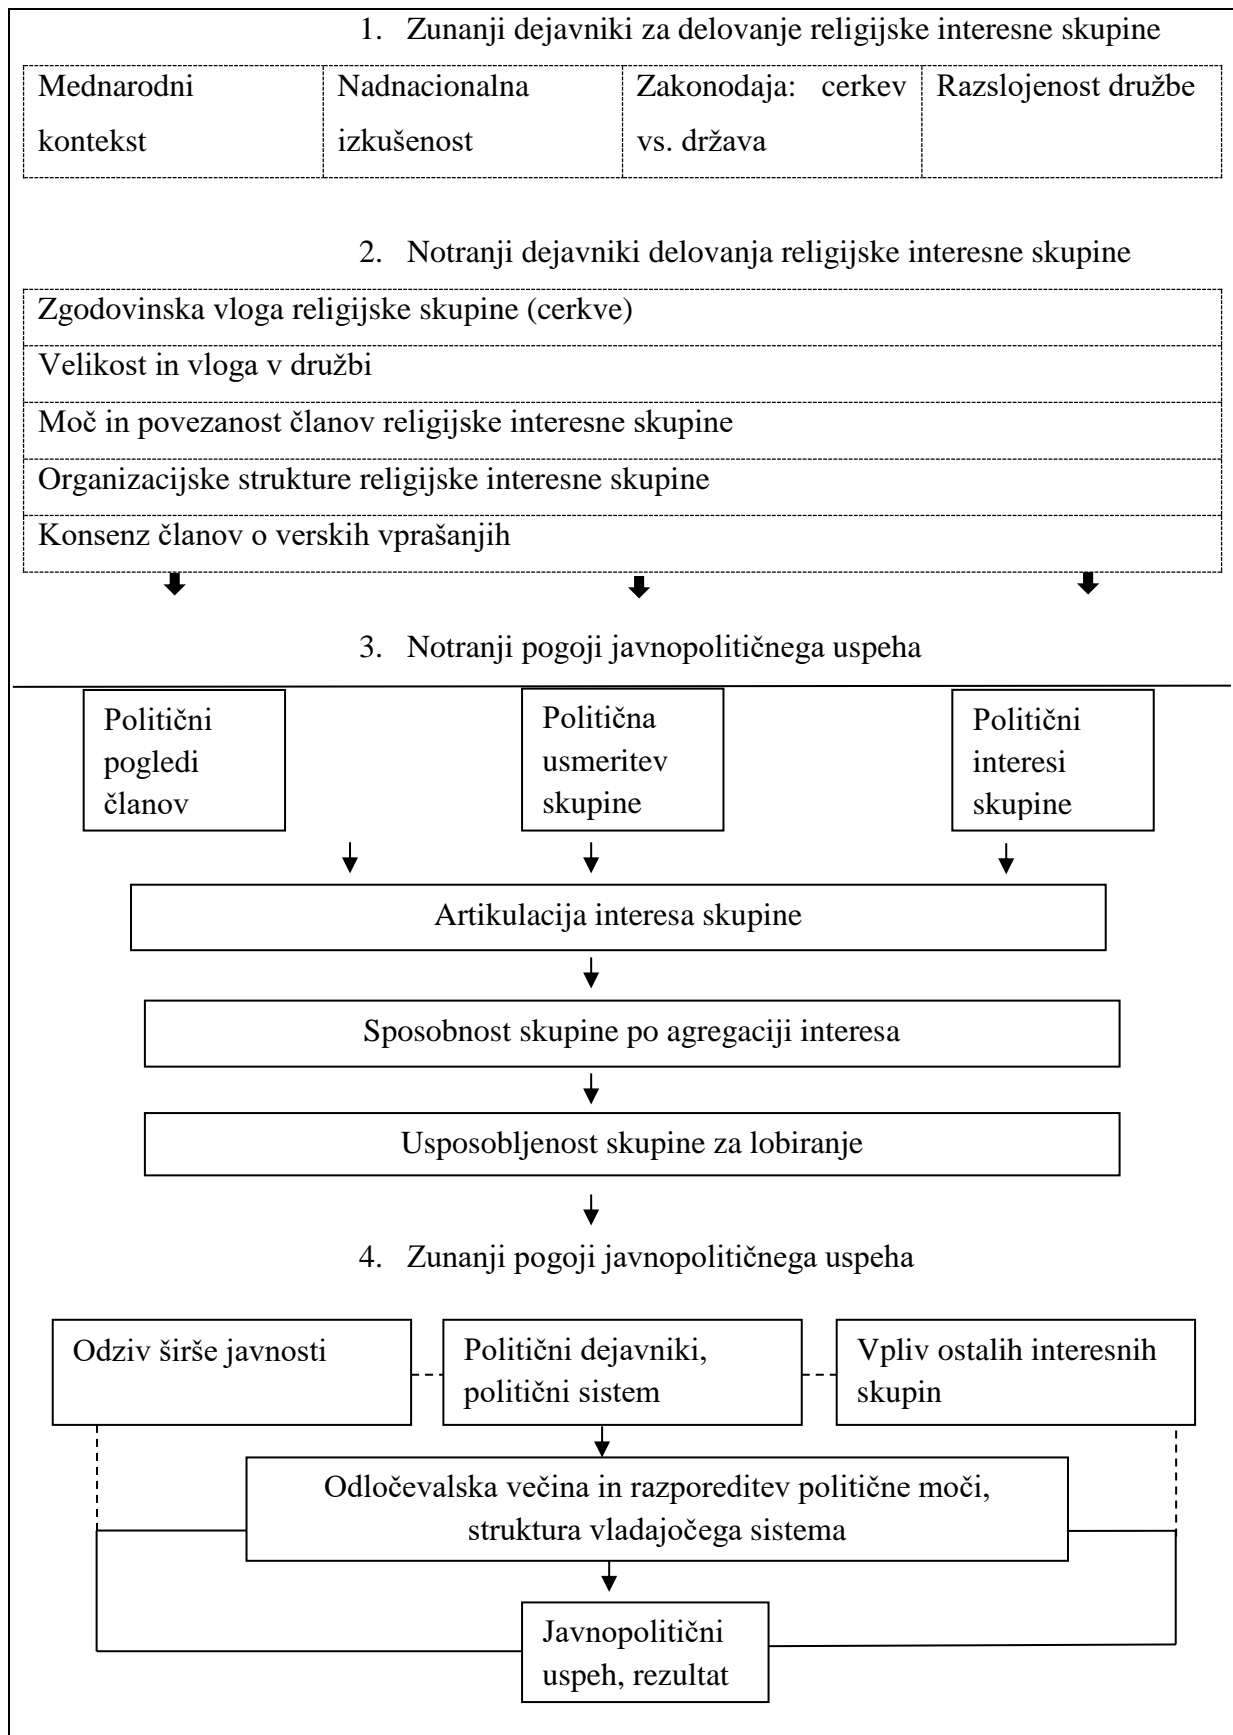 1. Zunanji dejavniki za delovanje religijske interesne skupine
Mednarodni
kontekst
Nadnacionalna
izkušenost
Zakonodaja: cerkev
vs. država
Razslojenost družbe
2. Notranji dejavniki delovanja religijske interesne skupine
Zgodovinska vloga religijske skupine (cerkve)
Velikost in vloga v družbi
Moč in povezanost članov religijske interesne skupine
Organizacijske strukture religijske interesne skupine
Konsenz članov o verskih vprašanjih
3. Notranji pogoji javnopolitičnega uspeha
Politični
pogledi
članov
Politična
usmeritev
skupine
Politični
interesi
skupine
Artikulacija interesa skupine
Sposobnost skupine po agregaciji interesa
Usposobljenost skupine za lobiranje
4. Zunanji pogoji javnopolitičnega uspeha
Odziv širše javnosti
Politični dejavniki,
politični sistem
Vpliv ostalih interesnih
skupin
Odločevalska večina in razporeditev politične moči,
struktura vladajočega sistema
Javnopolitični
uspeh, rezultat